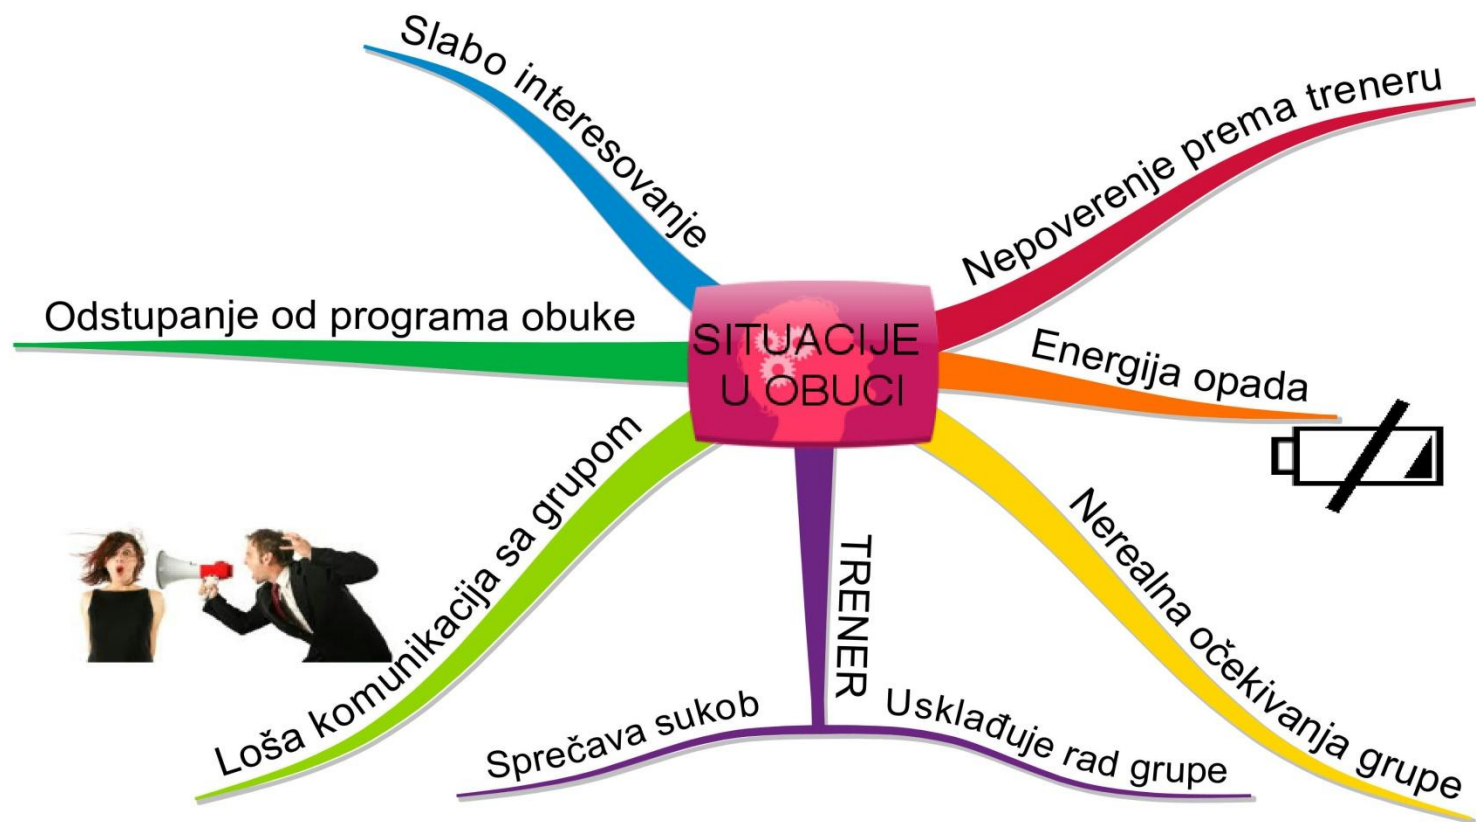 SITUACIJE
U OBUCI
Slabo interesovanje
Nepoverenje prema treneru
Odstupanje od programa obuke
Energija opada
Loša komunikacija sa grupom
Nerealna očekivanja grupe
TRENER
Sprečava sukob
Usklađuje rad grupe